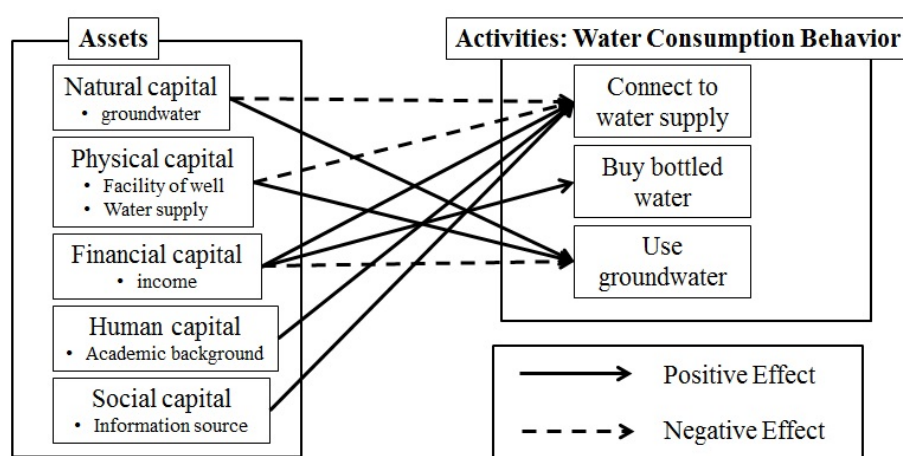 Assets
Natural capital
• groundwater
Physical capital
• Facility of well
• Water supply
Financial capital
• income
Human capital
• Academic background
Social capital
• Information source
Activities: Water Consumption Behavior
Connect to
water supply
Buy bottled
water
Use
groundwater
Positive Effect
Negative Effect